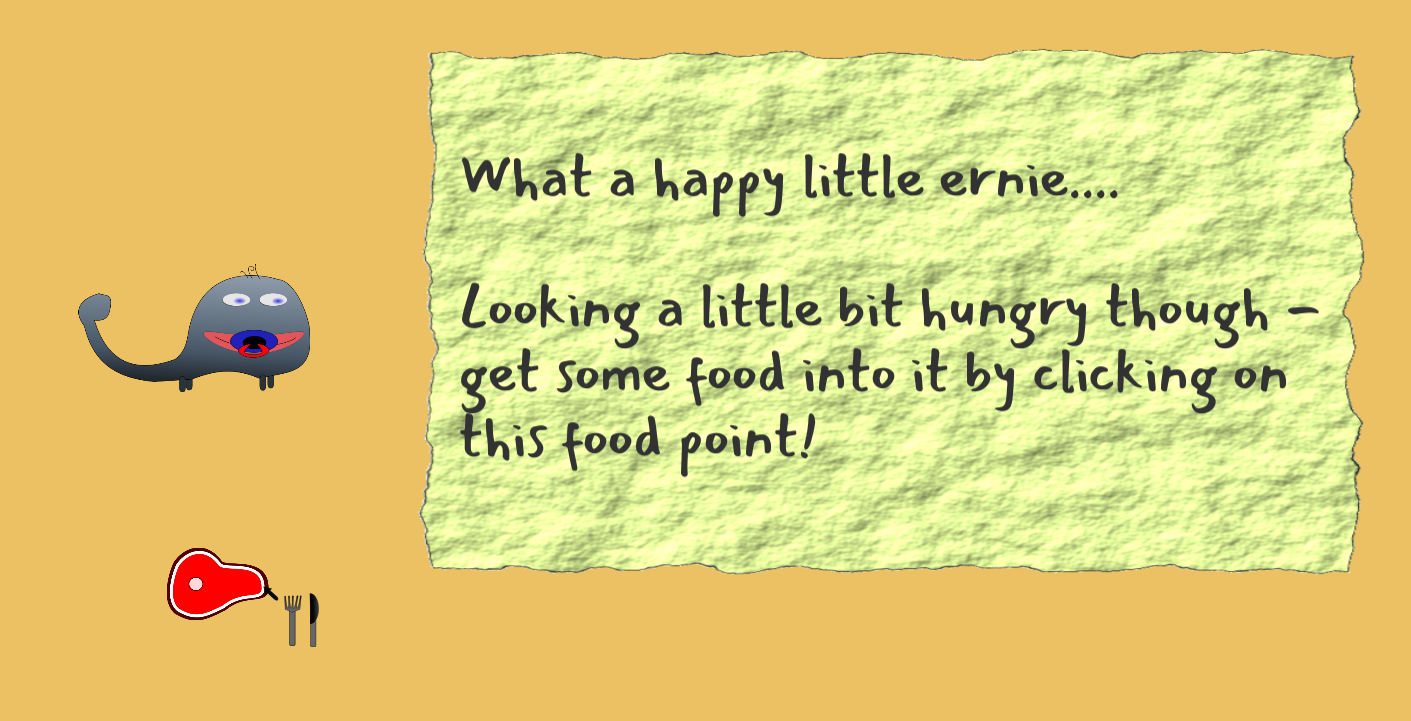 What a happy little ernie....
Looking a little bit hungry though -
get some food into it by clicking on
this food point!